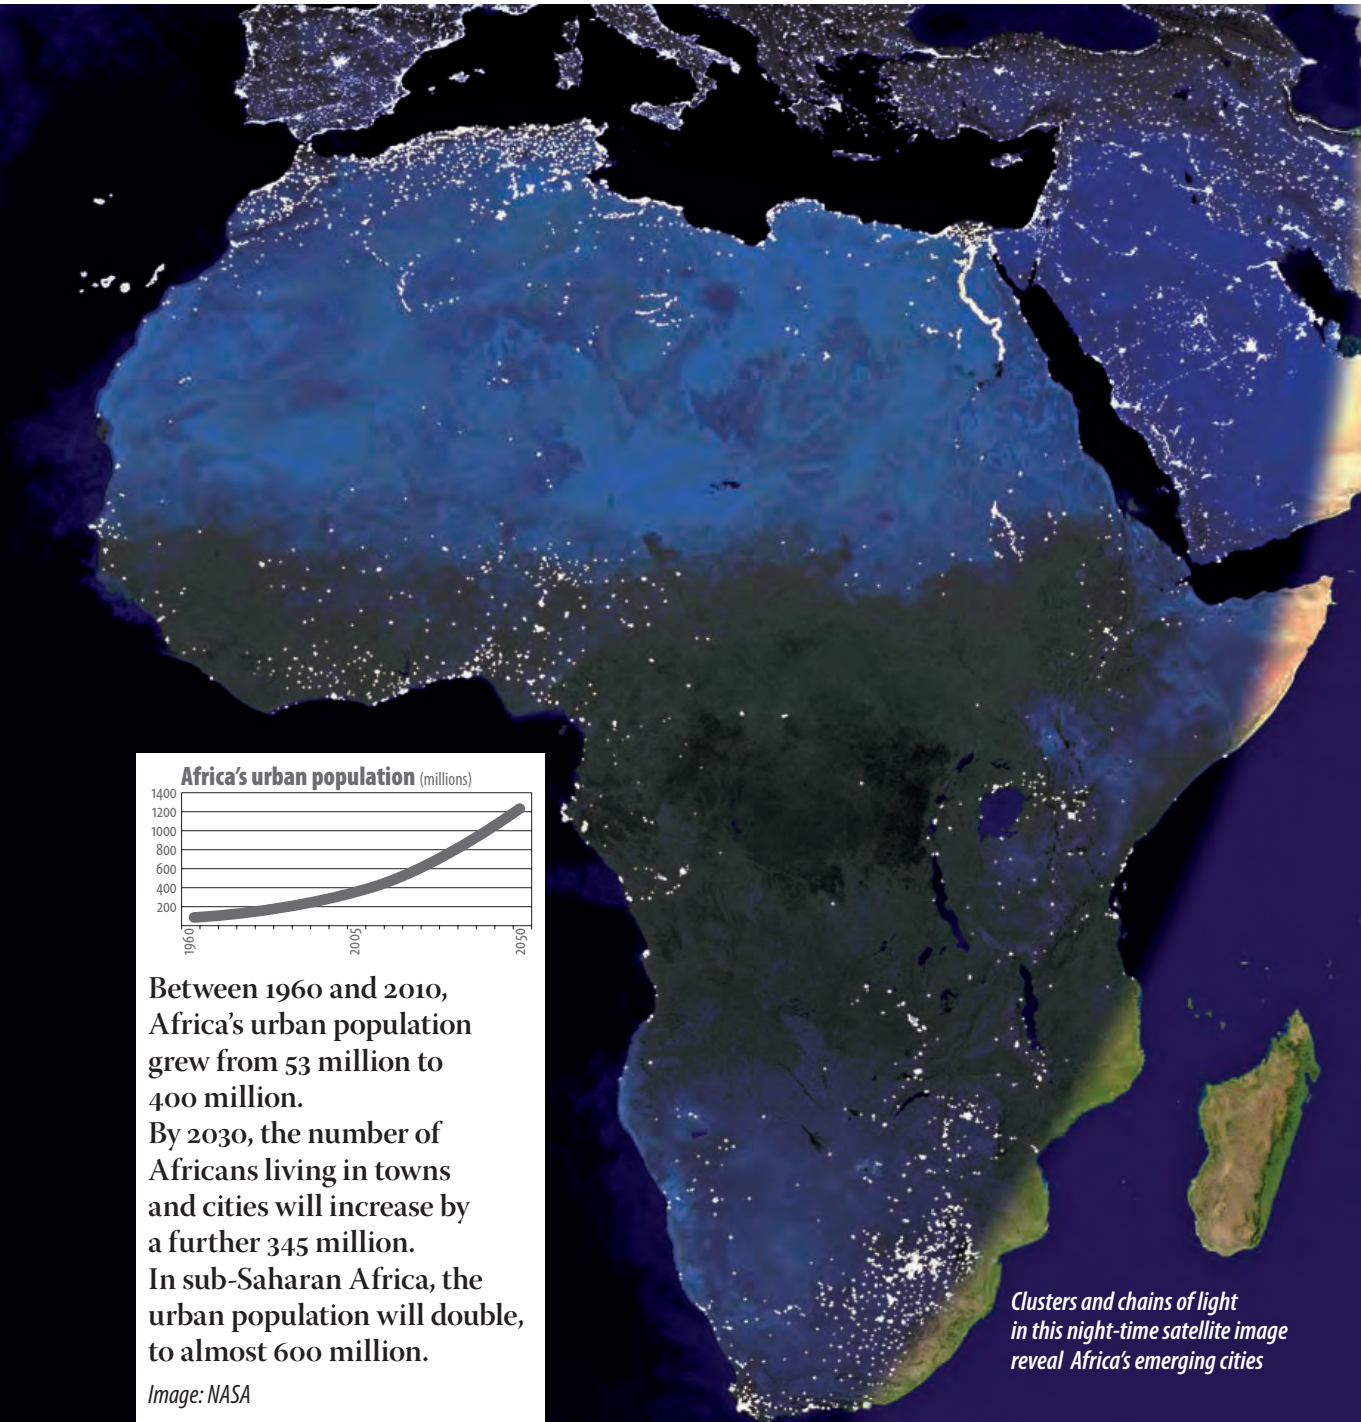 Africa's urban population (millions)
1400
1200
1000
800
600
400
200
1960
2005
2050
Between 1960 and 2010,
Africa's urban population
grew from 53 million to
400 million.
By 2030, the number of
Africans living in towns
and cities will increase by
a further 345 million.
In sub-Saharan Africa, the
urban population will double,
to almost 600 million.
Image: NASA
Clusters and chains of light
in this night-time satellite image
reveal Africa's emerging cities